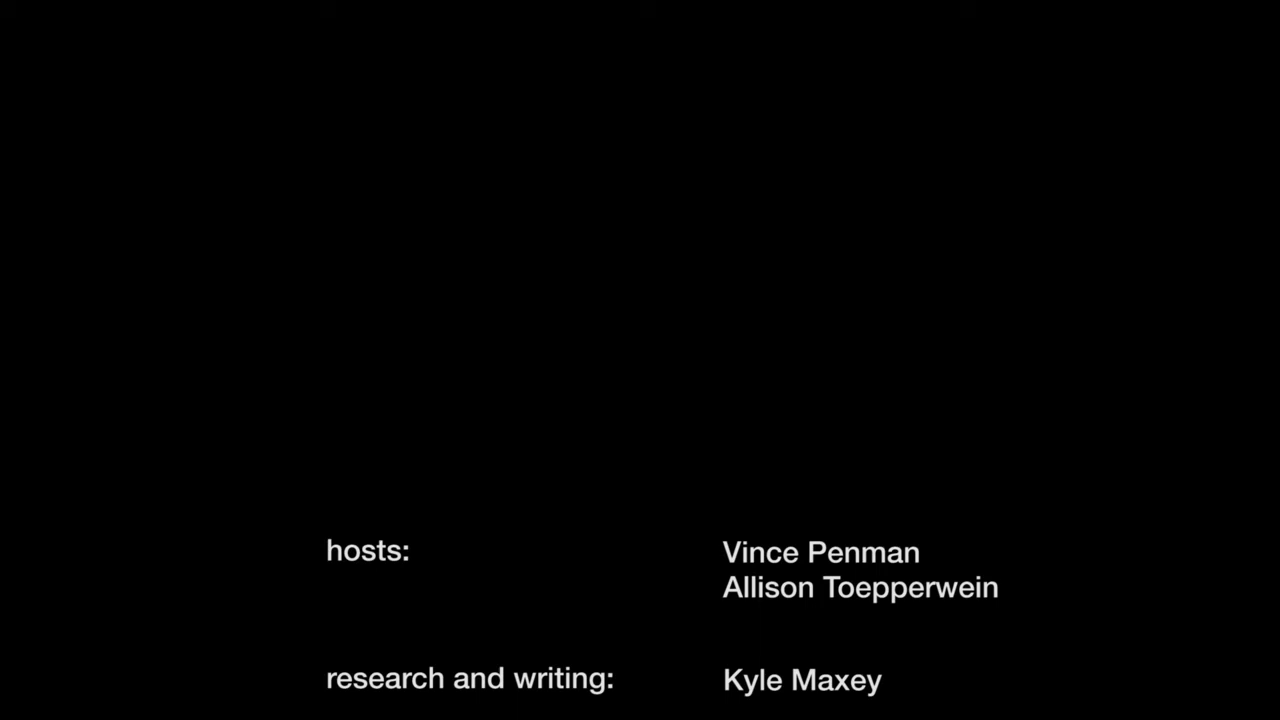 hosts: Vince Penman
Allison Toepperwein
research and writing: Kyle Maxey